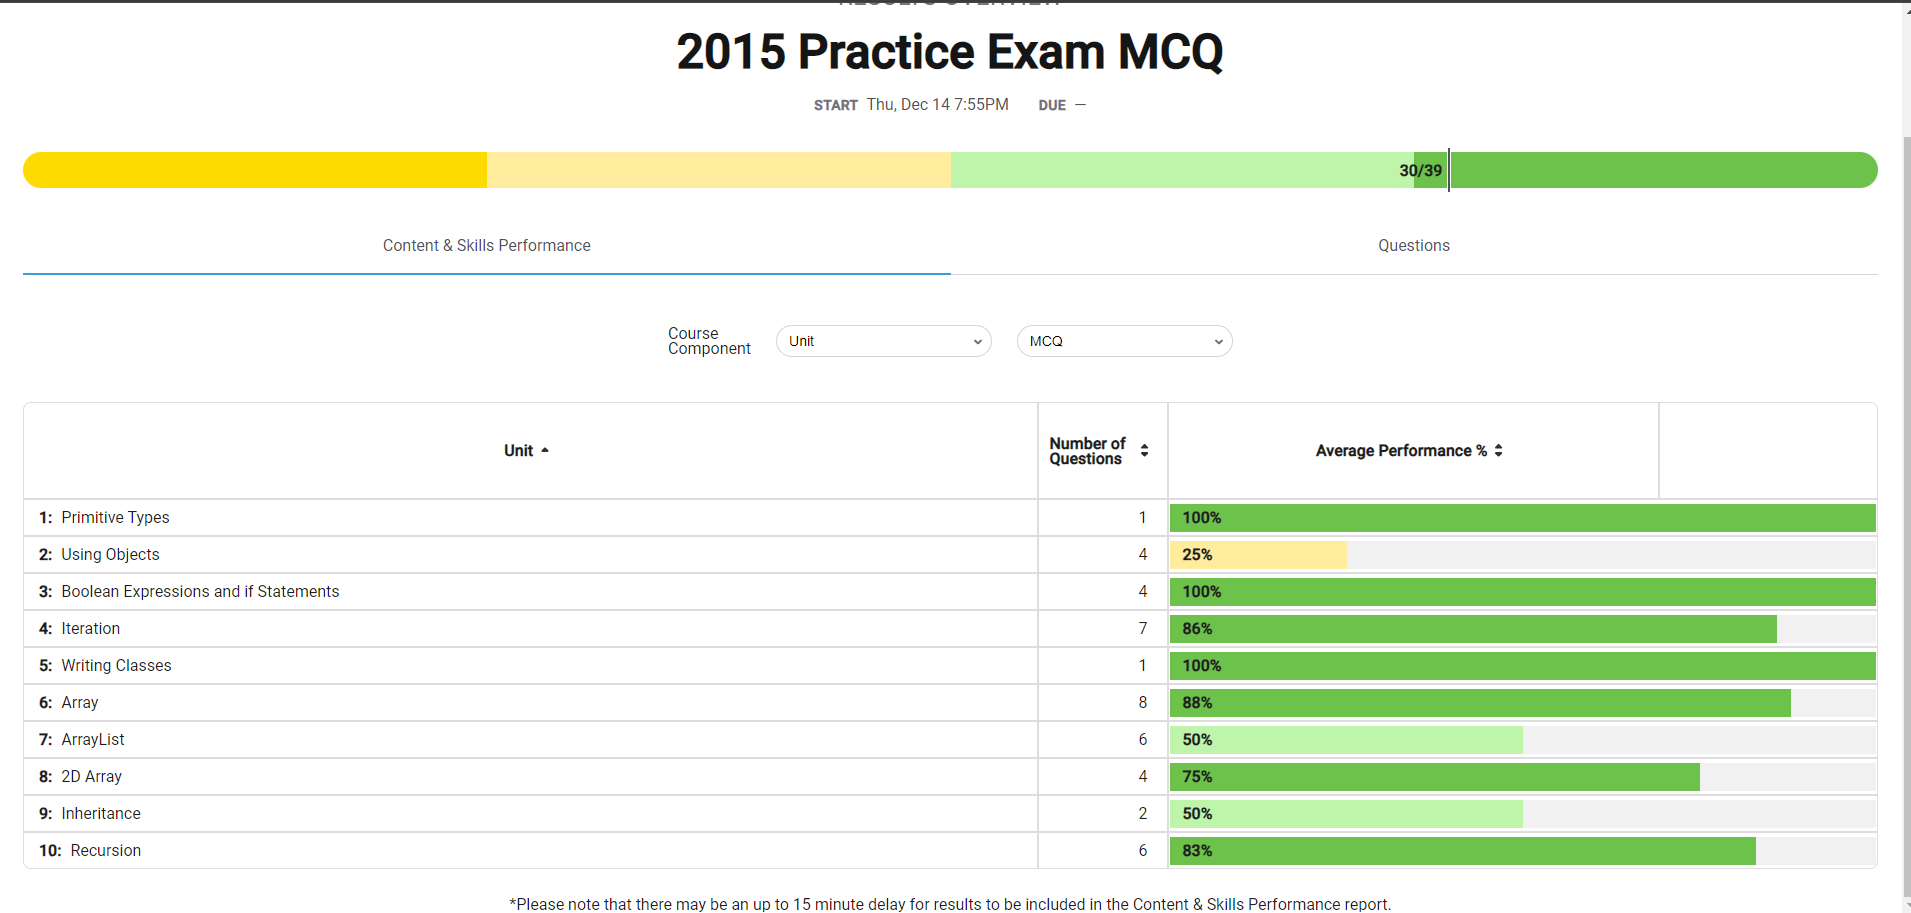 RESULTS OVERVIEW
2015 Practice Exam MCQ
START Thu, Dec 14 7:55PM DUE —
30/39
Content & Skills Performance Questions
Course
Component
Unit MCQ
Unit Number of
Questions Average Performance %
1: Primitive Types 1 100%
2: Using Objects 4 25%
3: Boolean Expressions and if Statements 4 100%
4: Iteration 7 86%
5: Writing Classes 1 100%
6: Array 8 88%
7: ArrayList 6 50%
8: 2D Array 4 75%
9: Inheritance 2 50%
10: Recursion 6 83%
*Please note that there may be an up to 15 minute delay for results to be included in the Content & Skills Performance report.